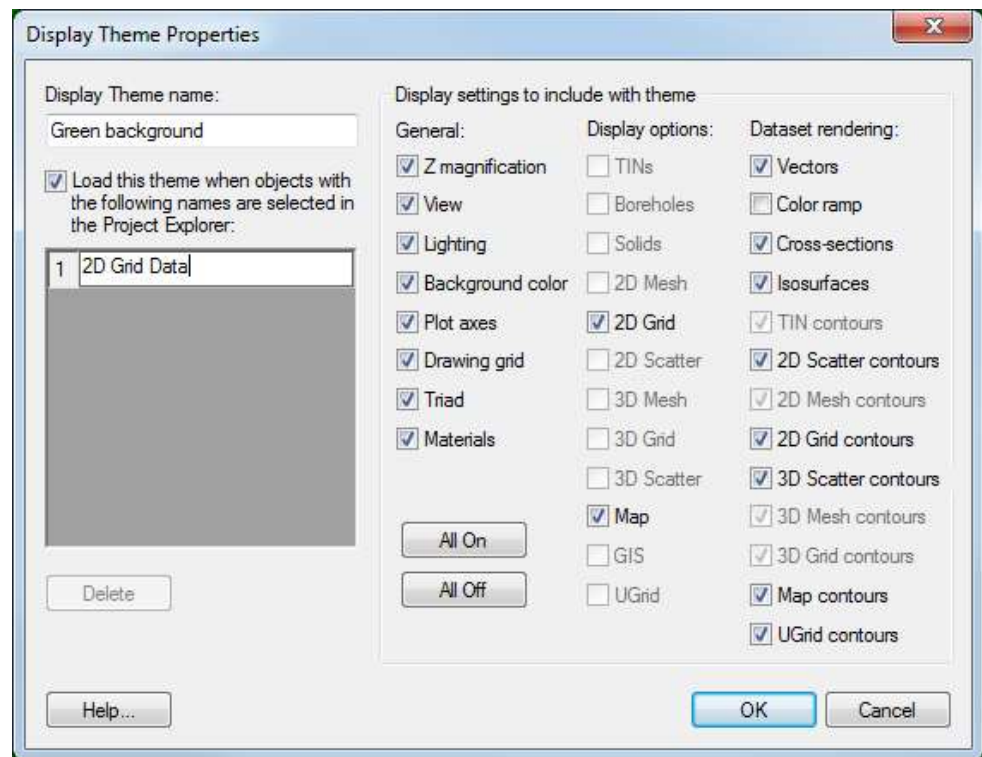 Display Theme Properties
Display Theme name:
Green background
Load this theme when objects with
the following names are selected in
the Project Explorer:
1 2D Grid Data
Delete
Display settings to include with theme
General:
Z magnification
View
Lighting
Background color
Plot axes
Drawing grid
Triad
Materials
All On
All Off
Display options:
TINs
Boreholes
Solids
2D Mesh
2D Grid
2D Scatter
3D Mesh
3D Grid
3D Scatter
Map
GIS
UGrid
Dataset rendering:
Vectors
Color ramp
Cross-sections
Isosurfaces
TIN contours
2D Scatter contours
2D Mesh contours
2D Grid contours
3D Scatter contours
3D Mesh contours
3D Grid contours
Map contours
UGrid contours
Help...
OK
Cancel